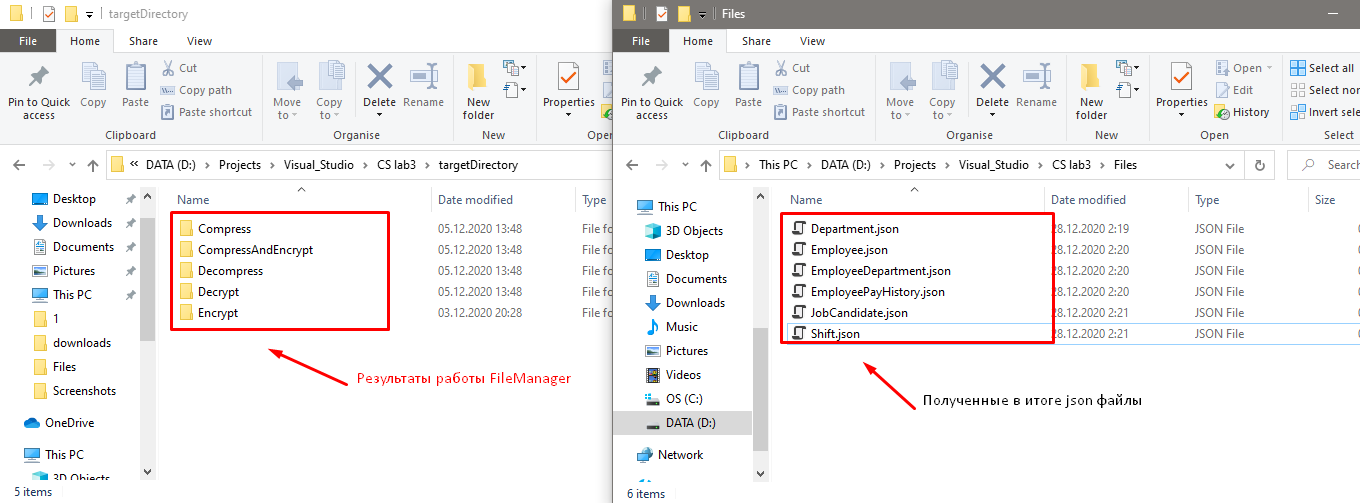 targetDirectory
File Home Share View
Pin to Quick access
Copy
Paste
Cut
Copy path
Paste shortcut
Clipboard
Move to
Copy to
Delete
Rename
Organise
New folder
New
Properties
Open
DATA (D:) Projects Visual_Studio CS lab3 targetDirectory
Desktop
Downloads
Documents
Pictures
This PC
1
downloads
Files
Screenshots
OneDrive
This PC
3D Objects
Name Date modified Type
Compress 05.12.2020 13:48 File fo
CompressAndEncrypt 05.12.2020 13:48 File fo
Decompress 05.12.2020 13:48 File fo
Decrypt 05.12.2020 13:48 File fo
Encrypt 03.12.2020 20:28 File fo
Результаты работы FileManager
5 items
Files
File Home Share View
Pin to Quick access
Copy
Paste
Cut
Copy path
Paste shortcut
Clipboard
Move to
Copy to
Delete
Rename
Organise
New folder
New
Properties
Open
Edit
History
Open
Select all
Select non
Invert selec
Select
This PC DATA (D:) Projects Visual_Studio CS lab3 Files
Search
This PC
3D Objects
Desktop
Documents
Downloads
Music
Pictures
Videos
OS (C:)
DATA (D:)
Network
Name Date modified Type Size
Department.json 28.12.2020 2:19 JSON File
Employee.json 28.12.2020 2:20 JSON File
EmployeeDepartment.json 28.12.2020 2:20 JSON File
EmployeePayHistory.json 28.12.2020 2:20 JSON File
JobCandidate.json 28.12.2020 2:21 JSON File
Shift.json 28.12.2020 2:21 JSON File
Полученные в итоге json файлы
6 items